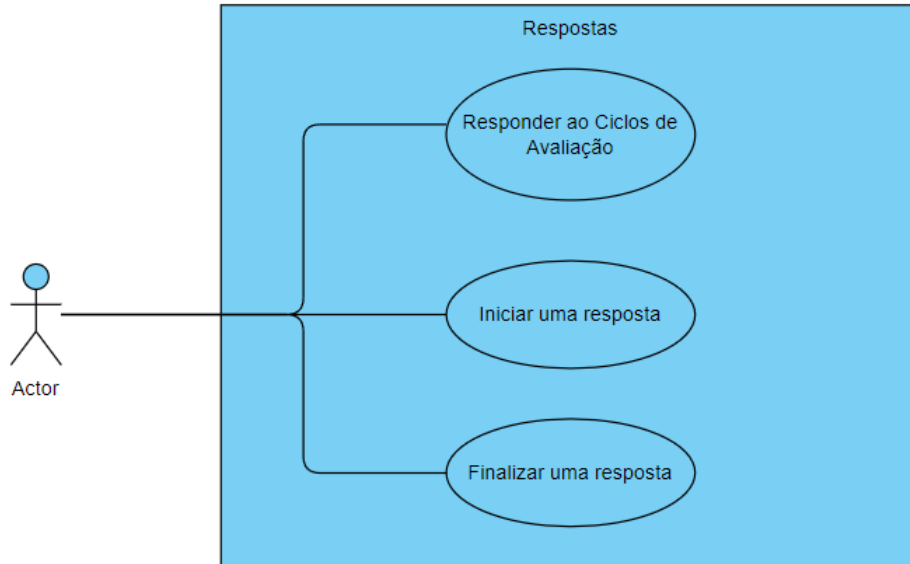 Respostas
Responder ao Ciclos de
Avaliação
Iniciar uma resposta
Actor
Finalizar uma resposta